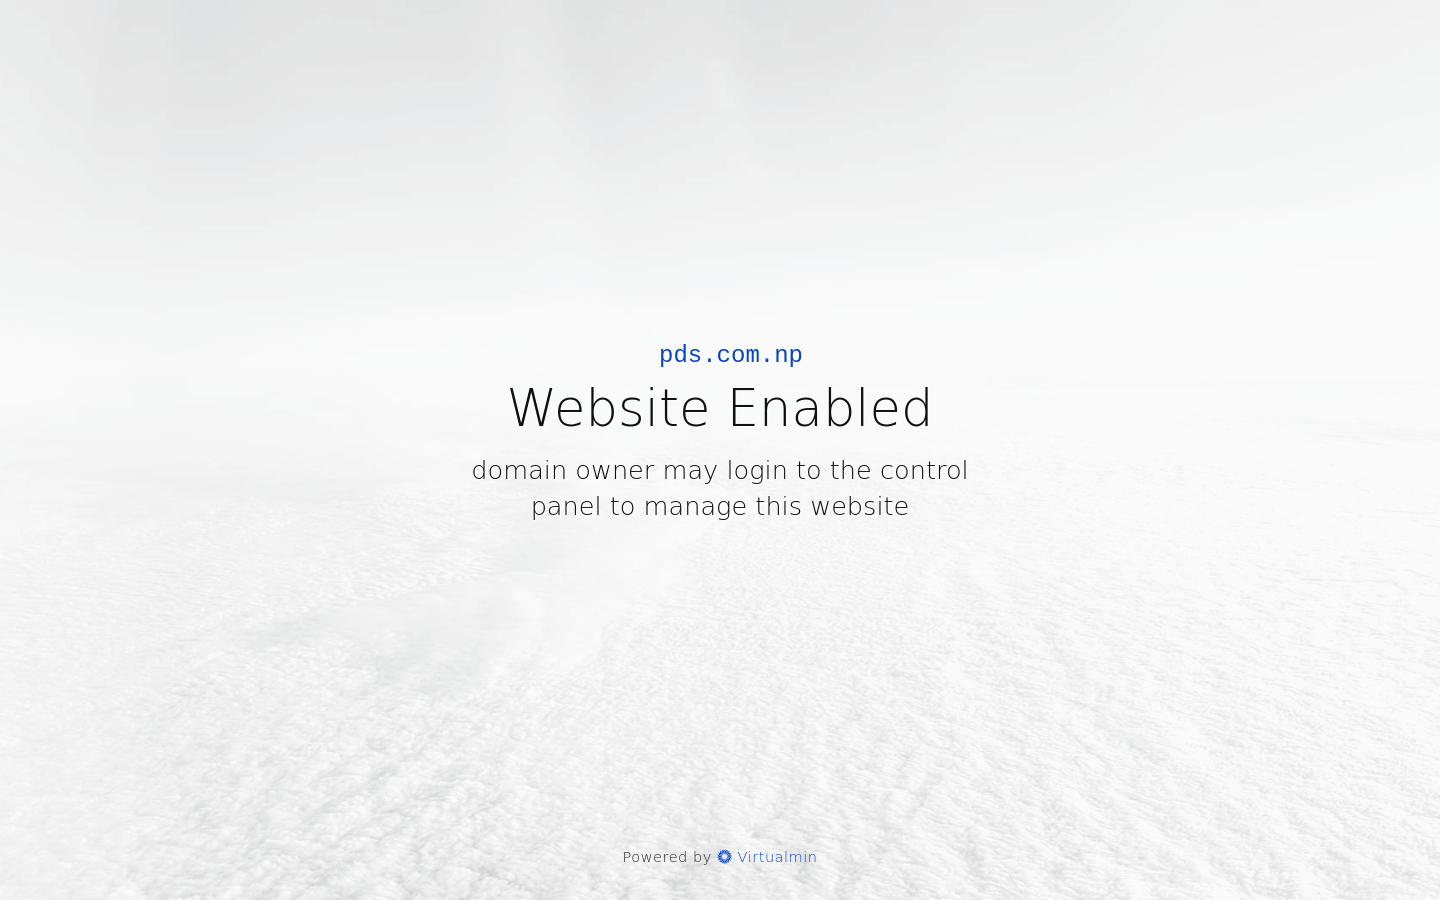 pds.com.np
Website Enabled
domain owner may login to the control
panel to manage this website
Powered by Virtualmin